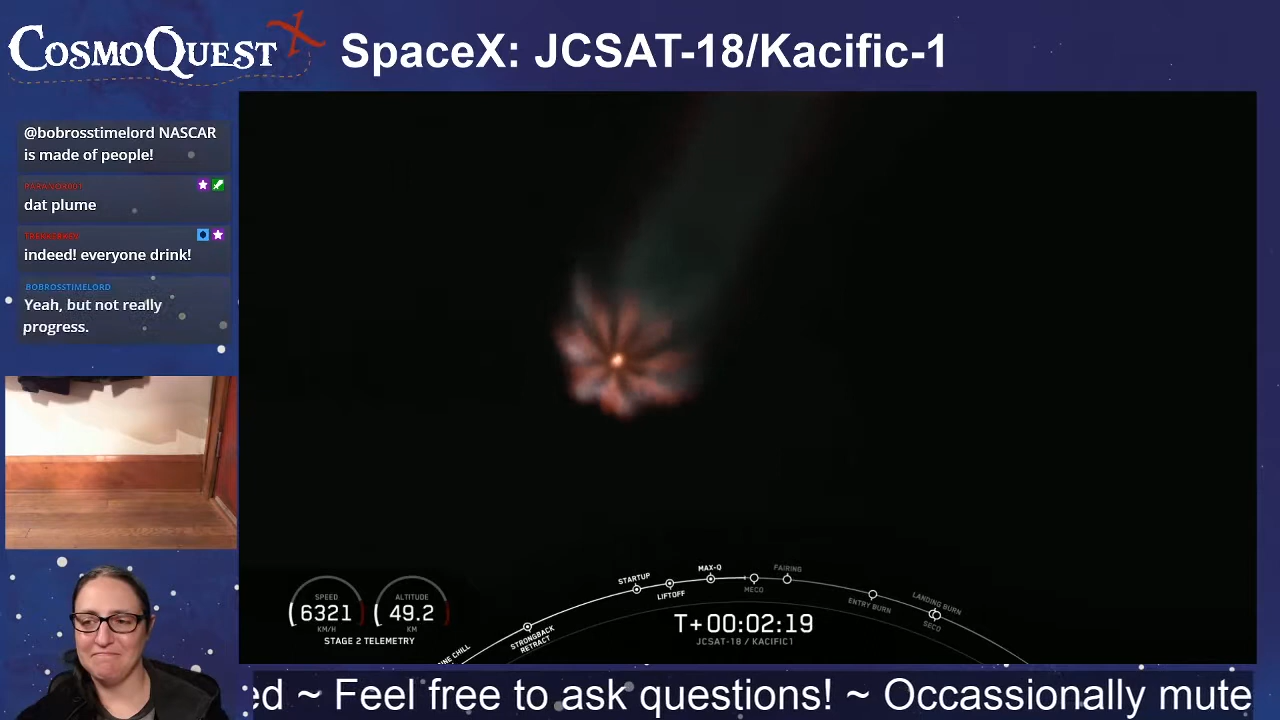 CosmoQuest X
SpaceX: JCSAT-18/Kacific-1
@bobrosstimelord NASCAR
is made of people!
dat plume
indeed! everyone drink!
BOBROSSTIMELORD
Yeah, but not really
progress.
SPEED
6321
KM/H
ALTITUDE
49.2
KM
STAGE 2 TELEMETRY
INE CHILL
STRONGBACK
RETRACT
STARTUP
LIFTOFF
MAX-Q
MECO
FAIRING
ENTRY BURN
LANDING BURN
SECO
T+00:02:19
JCSAT-18 / KACIFIC1
ed ~ Feel free to ask questions! ~ Occassionally mute